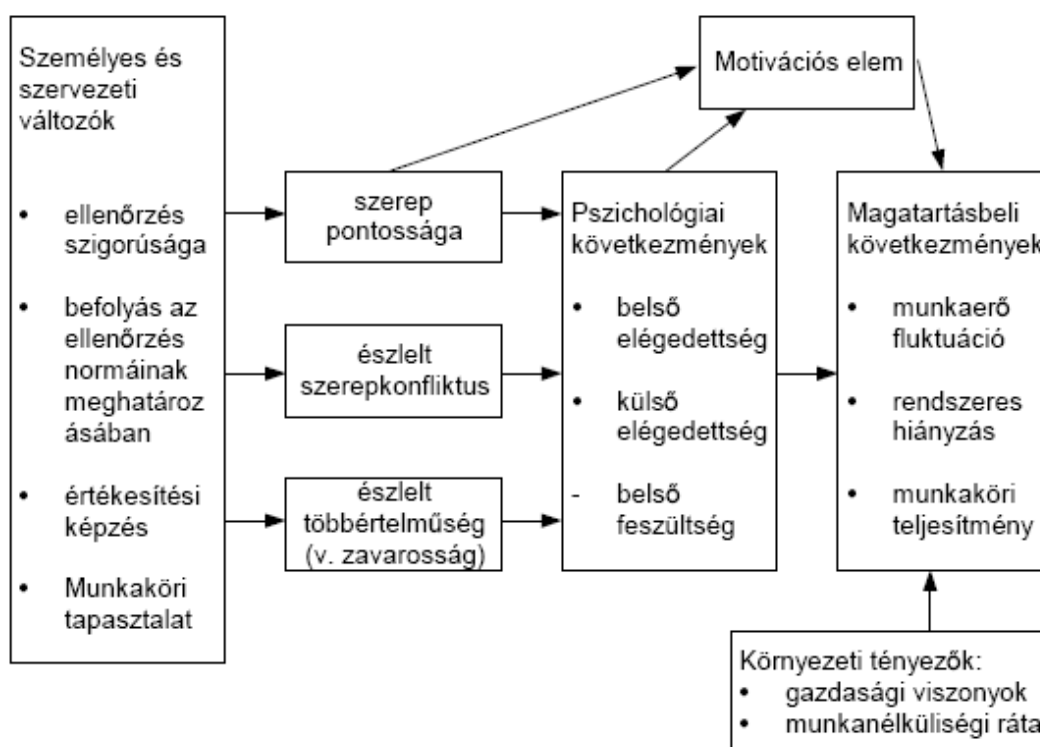 Személyes és
szervezeti
változók
• ellenőrzés
szigorúsága
• befolyás az
ellenőrzés
normáinak
meghatároz
ásában
• értékesítési
képzés
• Munkaköri
tapasztalat
szerep
pontossága
észlelt
szerepkonfliktus
észlelt
többértelműség
(v. zavarosság)
Motivációs elem
Pszichológiai
következmények
• belső
elégedettség
• külső
elégedettség
- belső
feszültség
Magatartásbeli
következmények
• munkaerő
fluktuáció
• rendszeres
hiányzás
• munkaköri
teljesítmény
Környezeti tényezők:
• gazdasági viszonyok
• munkanélküliségi ráta